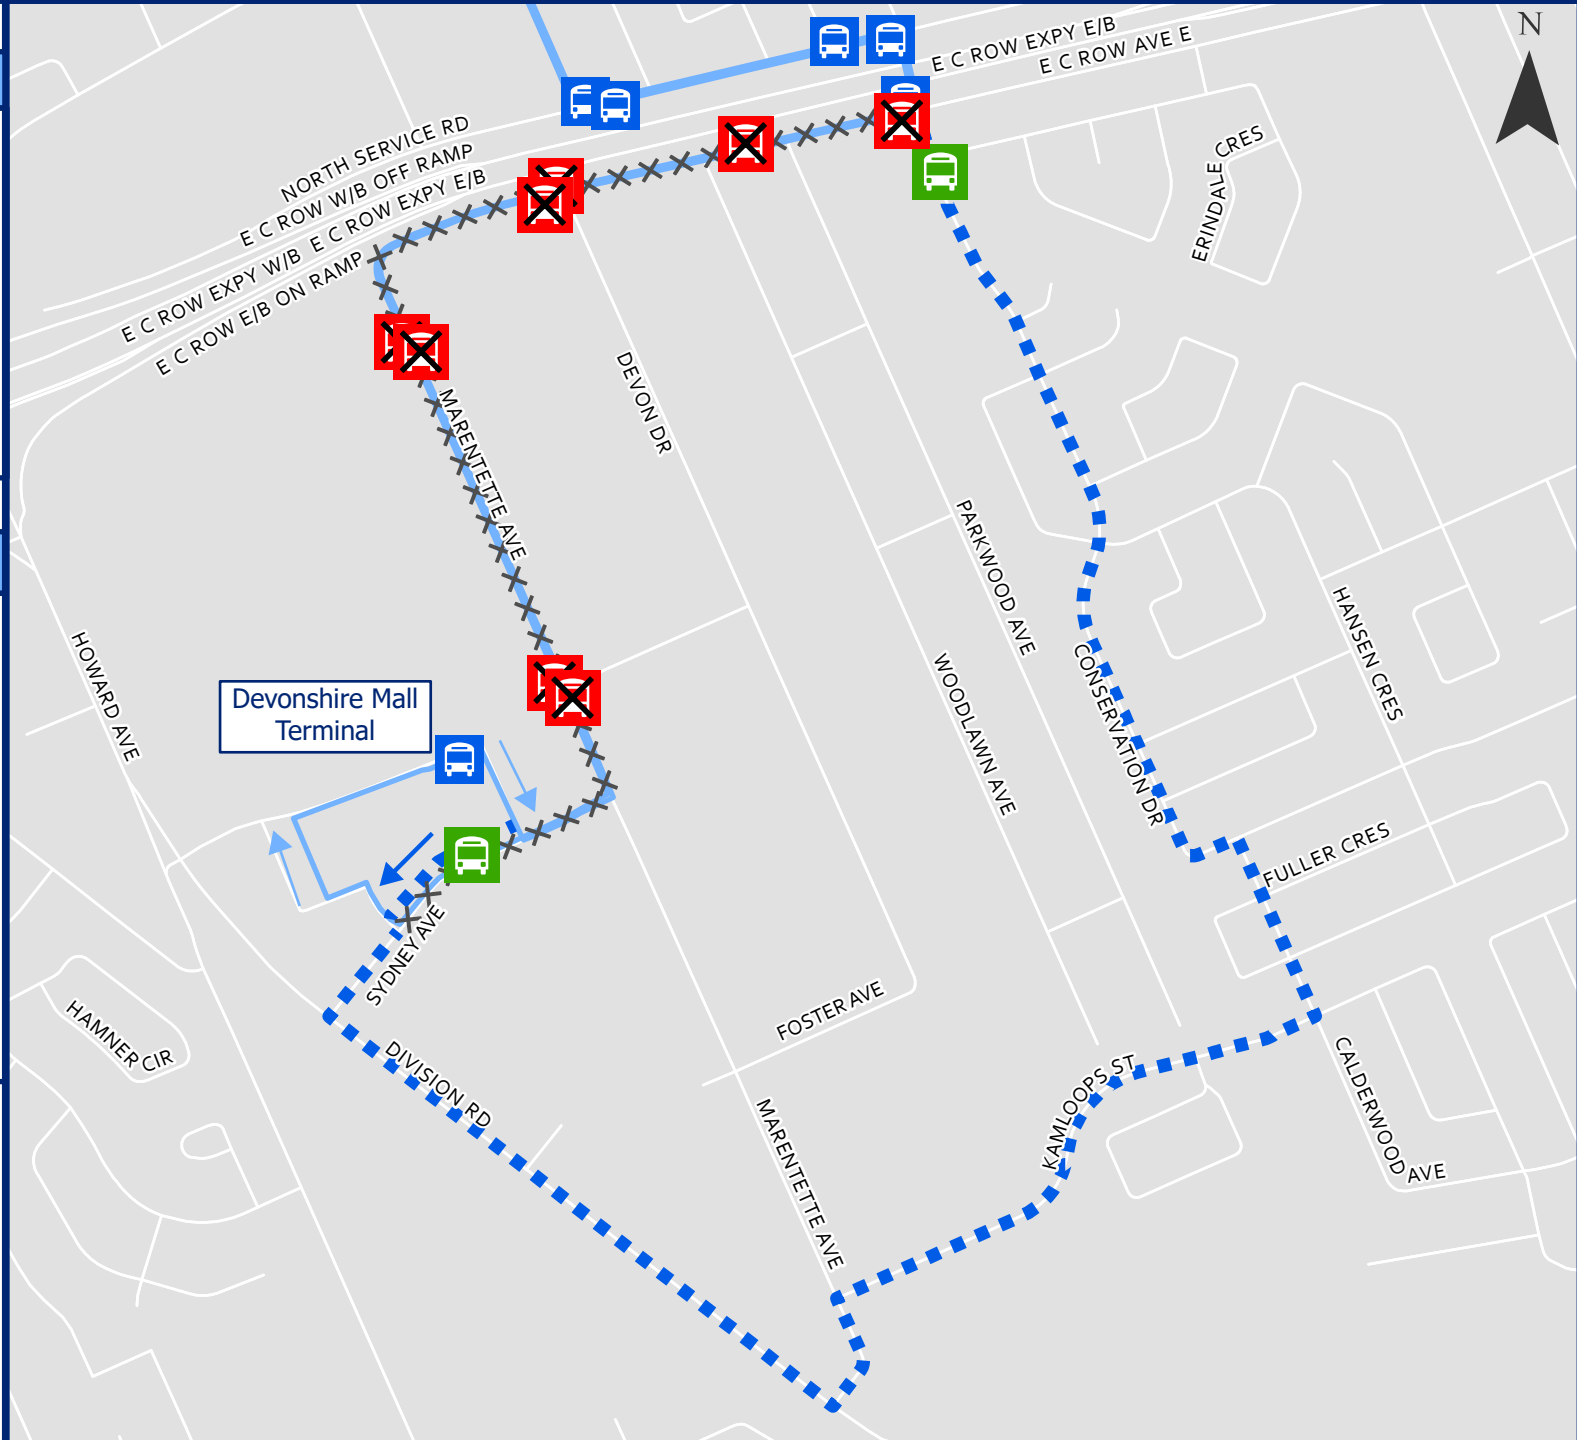 N
E C ROW EXPY E/B
E C ROW AVE E
NORTH SERVICE RD
E C ROW W/B OFF RAMP
E C ROW EXPY W/B
E C ROW EXPY E/B
E C ROW E/B ON RAMP
ERINDALE CRES
DEVON DR
MARENTETTE AVE
PARKWOOD AVE
WOODLAWN AVE
CONSERVATION DR
HANSEN CRES
HOWARD AVE
Devonshire Mall
Terminal
FULLER CRES
SYDNEY AVE
HAMNER CIR
DIVISION RD
FOSTER AVE
MARENTETTE AVE
KAMLOOPS ST
CALDERWOOD AVE